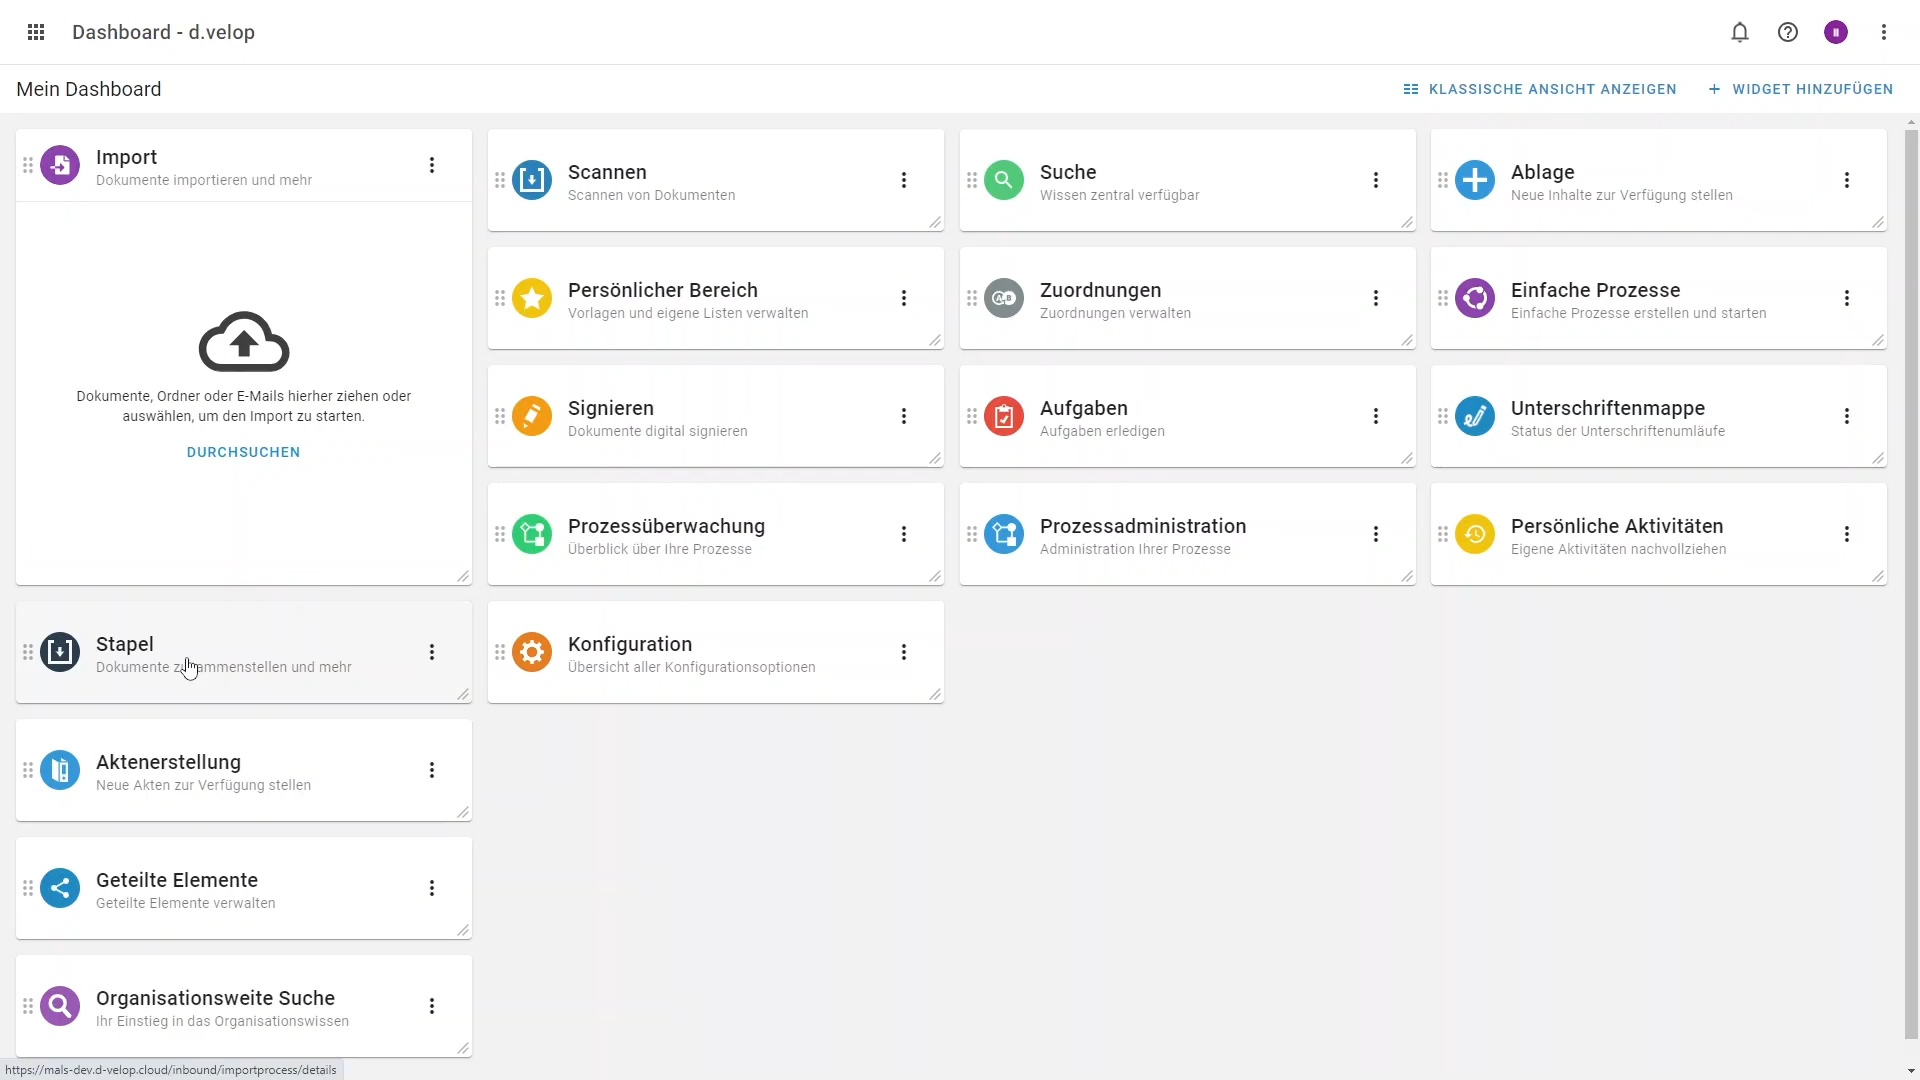 Dashboard - d.velop
Mein Dashboard
KLASSISCHE ANSICHT ANZEIGEN
+ WIDGET HINZUFÜGEN
Import
Dokumente importieren und mehr
Dokumente, Ordner oder E-Mails hierher ziehen oder
auswählen, um den Import zu starten.
DURCHSUCHEN
Scannen
Scannen von Dokumenten
Suche
Wissen zentral verfügbar
Ablage
Neue Inhalte zur Verfügung stellen
Persönlicher Bereich
Vorlagen und eigene Listen verwalten
Zuordnungen
Zuordnungen verwalten
Einfache Prozesse
Einfache Prozesse erstellen und starten
Signieren
Dokumente digital signieren
Aufgaben
Aufgaben erledigen
Unterschriftenmappe
Status der Unterschriftenumläufe
Prozessüberwachung
Überblick über Ihre Prozesse
Prozessadministration
Administration Ihrer Prozesse
Persönliche Aktivitäten
Eigene Aktivitäten nachvollziehen
Stapel
Dokumente zusammenstellen und mehr
Konfiguration
Übersicht aller Konfigurationsoptionen
Aktenerstellung
Neue Akten zur Verfügung stellen
Geteilte Elemente
Geteilte Elemente verwalten
Organisationsweite Suche
Ihr Einstieg in das Organisationswissen
https://mals-dev.d-velop.cloud/inbound/importprocess/details